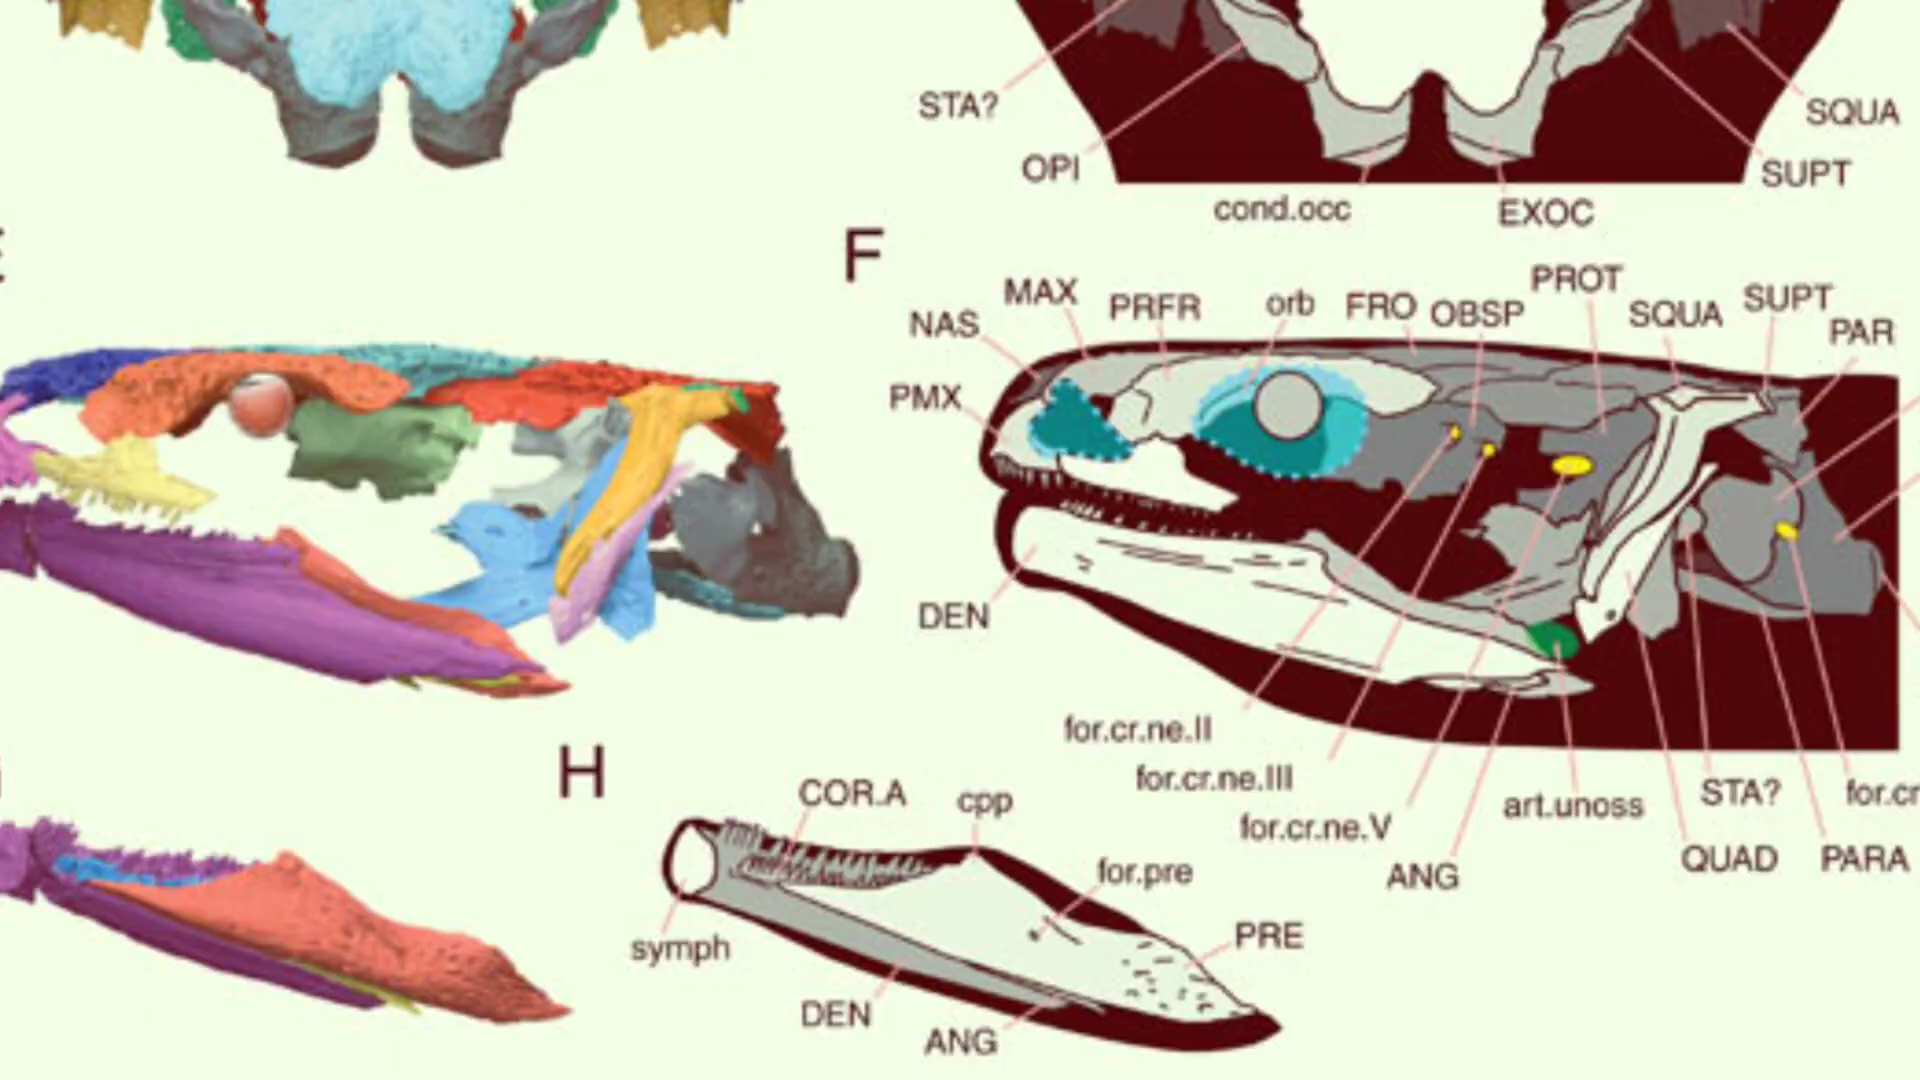 STA?
SQUA
OPI
SUPT
cond.occ
EXOC
F
PROT
MAX
PRFR
orb
FRO
OBSP
SQUA
SUPT
NAS
PAR
PMX
DEN
for.cr.ne.II
for.cr.ne.III
for.cr.ne.V
ANG
art.unoss
STA?
QUAD
PARA
H
COR.A
cpp
for.pre
symph
PRE
DEN
ANG